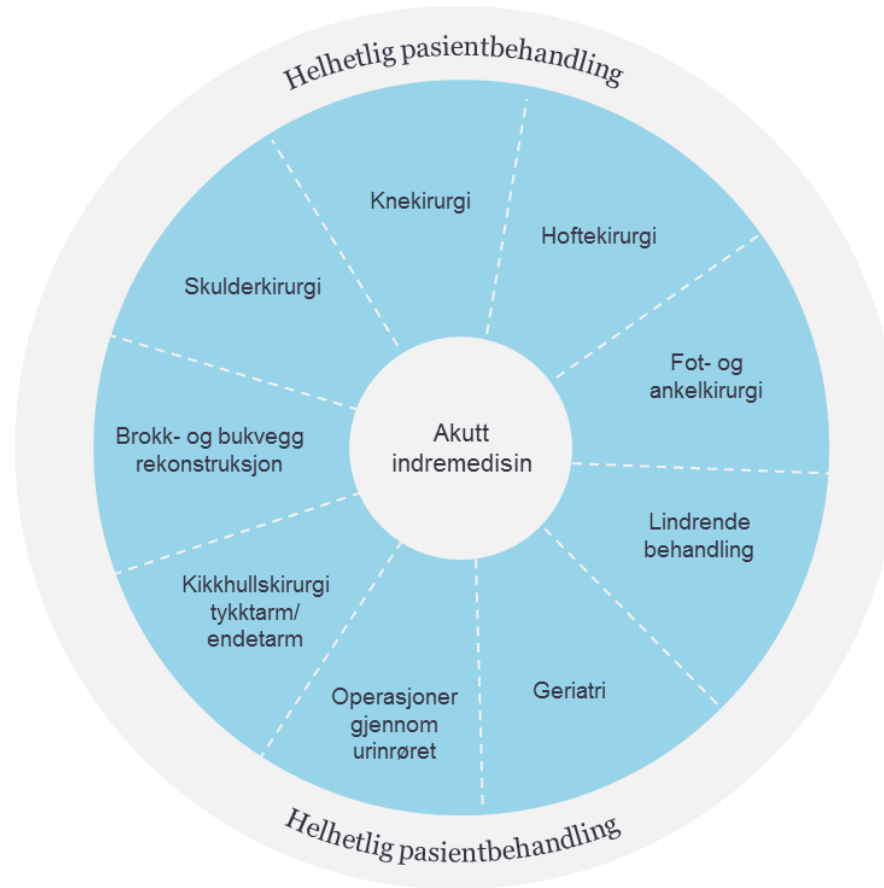 Helhetlig pasientbehandling
Knekirurgi
Hoftekirurgi
Skulderkirurgi
Fot- og
ankelkirurgi
Akutt
indremedisin
Brokk- og bukvegg
rekonstruksjon
Lindrende
behandling
Kikkhullskirurgi
tykktarm/
endetarm
Operasjoner
gjennom
urinrøret
Geriatri
Helhetlig pasientbehandling